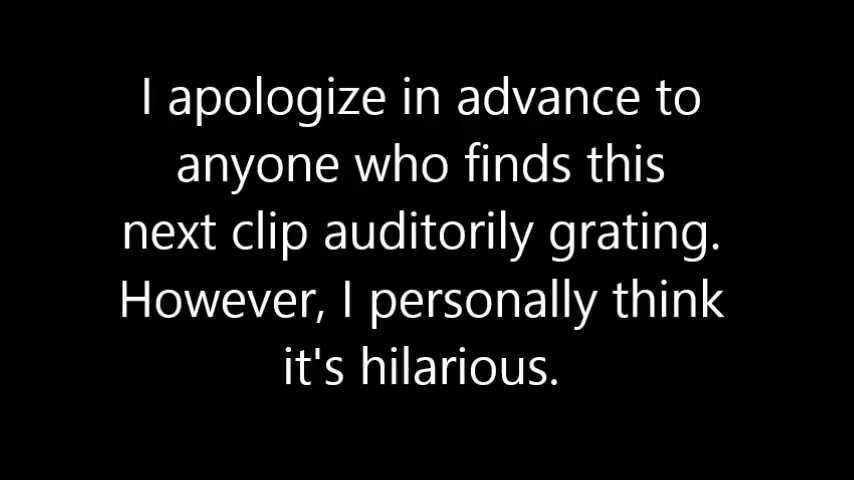 I apologize in advance to
anyone who finds this
next clip auditorily grating.
However, I personally think
it's hilarious.